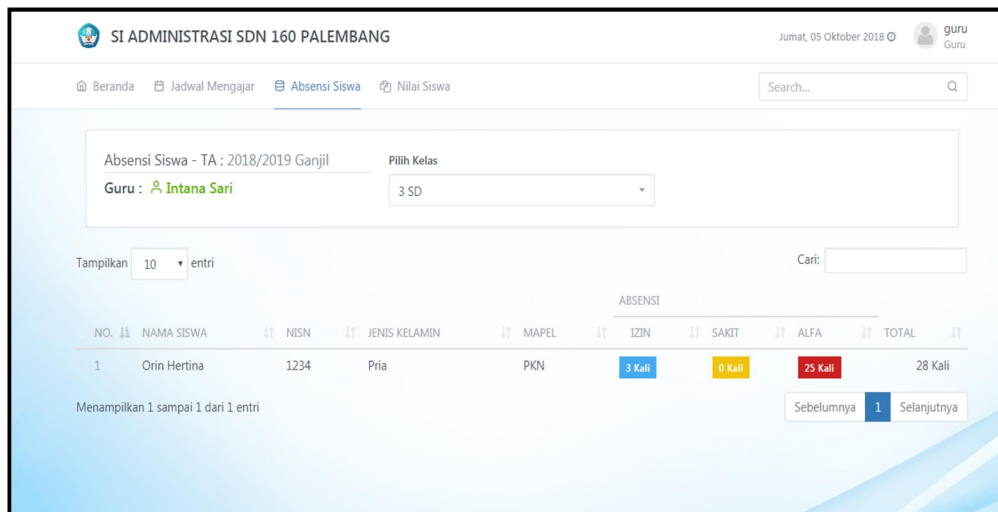 SI ADMINISTRASI SDN 160 PALEMBANG
Jumat, 05 Oktober 2018
guru
Guru
Beranda Jadwal Mengajar Absensi Siswa Nilai Siswa
Search...
Absensi Siswa - TA : 2018/2019 Ganjil
Guru : Intana Sari
Pilih Kelas
3 SD
Tampilkan 10 entri
Cari:
ABSENSI
NO. NAMA SISWA NISN JENIS KELAMIN MAPEL IZIN SAKIT ALFA TOTAL
1 Orin Hertina 1234 Pria PKN 3 Kali 0 Kali 25 Kali 28 Kali
Menampilkan 1 sampai 1 dari 1 entri
Sebelumnya 1 Selanjutnya